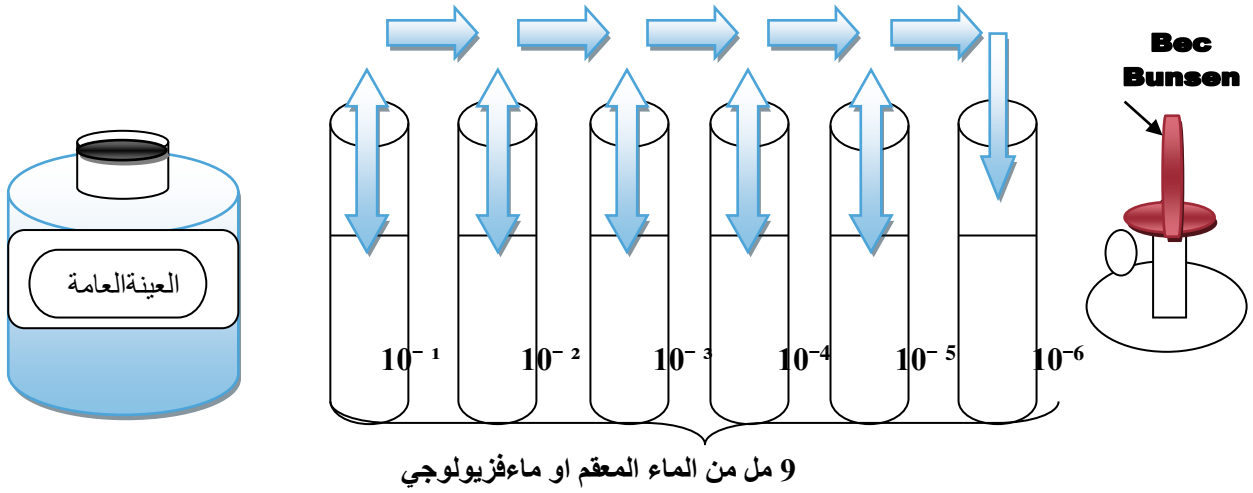 Bec
Bunsen
العينةالعامة
10⁻ ¹ 10⁻ ² 10⁻ ³ 10⁻⁴ 10⁻ ⁵ 10⁻⁶
9 مل من الماء المعقم او ماءفزيولوجي